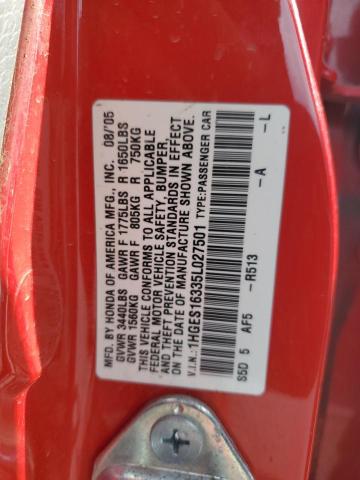 MFD. BY HONDA OF AMERICA MFG., INC. 08/'05
GVWR 3440LBS GAWR F 1775LBS R 1650LBS
GVWR 1560KG GAWR F 805KG R 750KG
THIS VEHICLE CONFORMS TO ALL APPLICABLE
FEDERAL MOTOR VEHICLE SAFETY, BUMPER,
AND THEFT PREVENTION STANDARDS IN EFFECT
ON THE DATE OF MANUFACTURE SHOWN ABOVE.
V.I.N.: 1HGES16335L027501 TYPE: PASSENGER CAR
S5D 5 AF5 -R513 -A -L